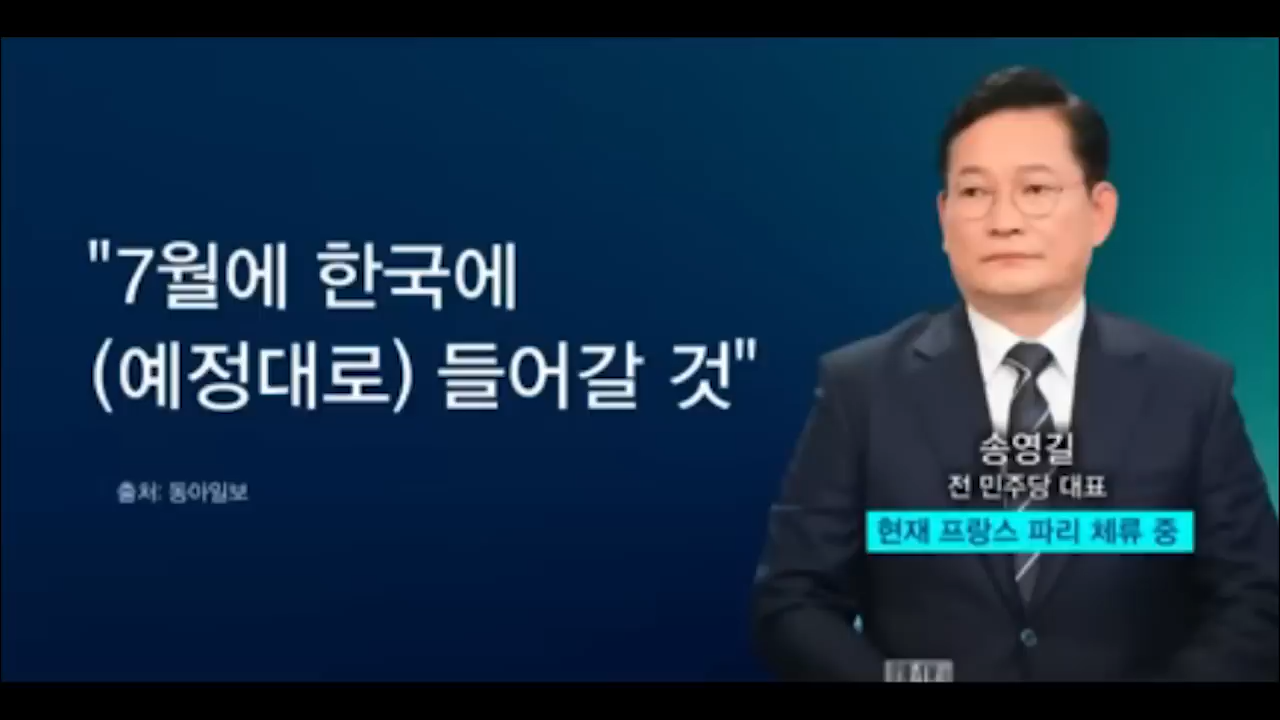 "7월에 한국에
(예정대로) 들어갈 것"
출처: 동아일보
송영길
전 민주당 대표
현재 프랑스 파리 체류 중